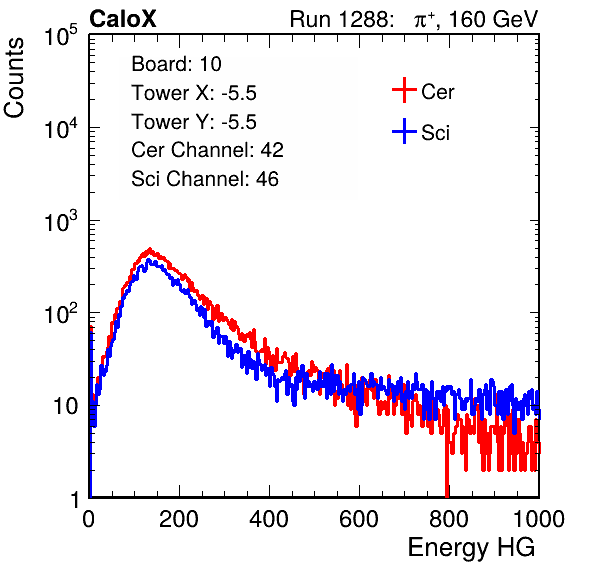 CaloX Run 1288: π⁺, 160 GeV
Board: 10
Tower X: -5.5
Tower Y: -5.5
Cer Channel: 42
Sci Channel: 46
Cer
Sci
Counts
10⁵
10⁴
10³
10²
10
1
0 200 400 600 800 1000
Energy HG